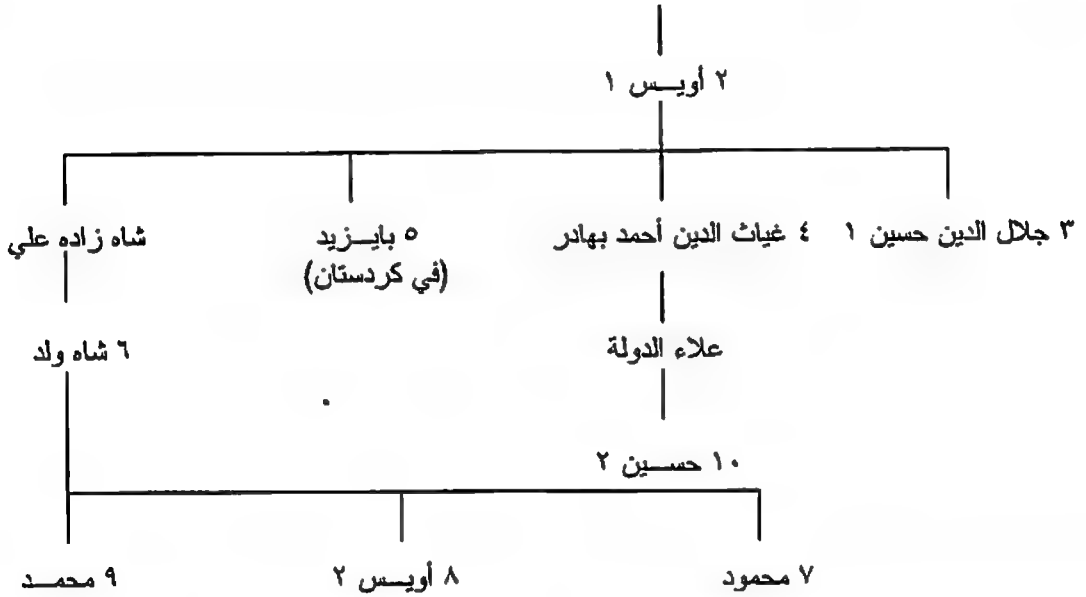 ٢ أويس ١
٣ جلال الدين حسين ١ ٤ غياث الدين أحمد بهادر ٥ بايزيد شاه زاده علي
(في كردستان)
علاء الدولة ٦ شاه ولد
١٠ حسين ٢
٧ محمود ٨ أويس ٢ ٩ محمد